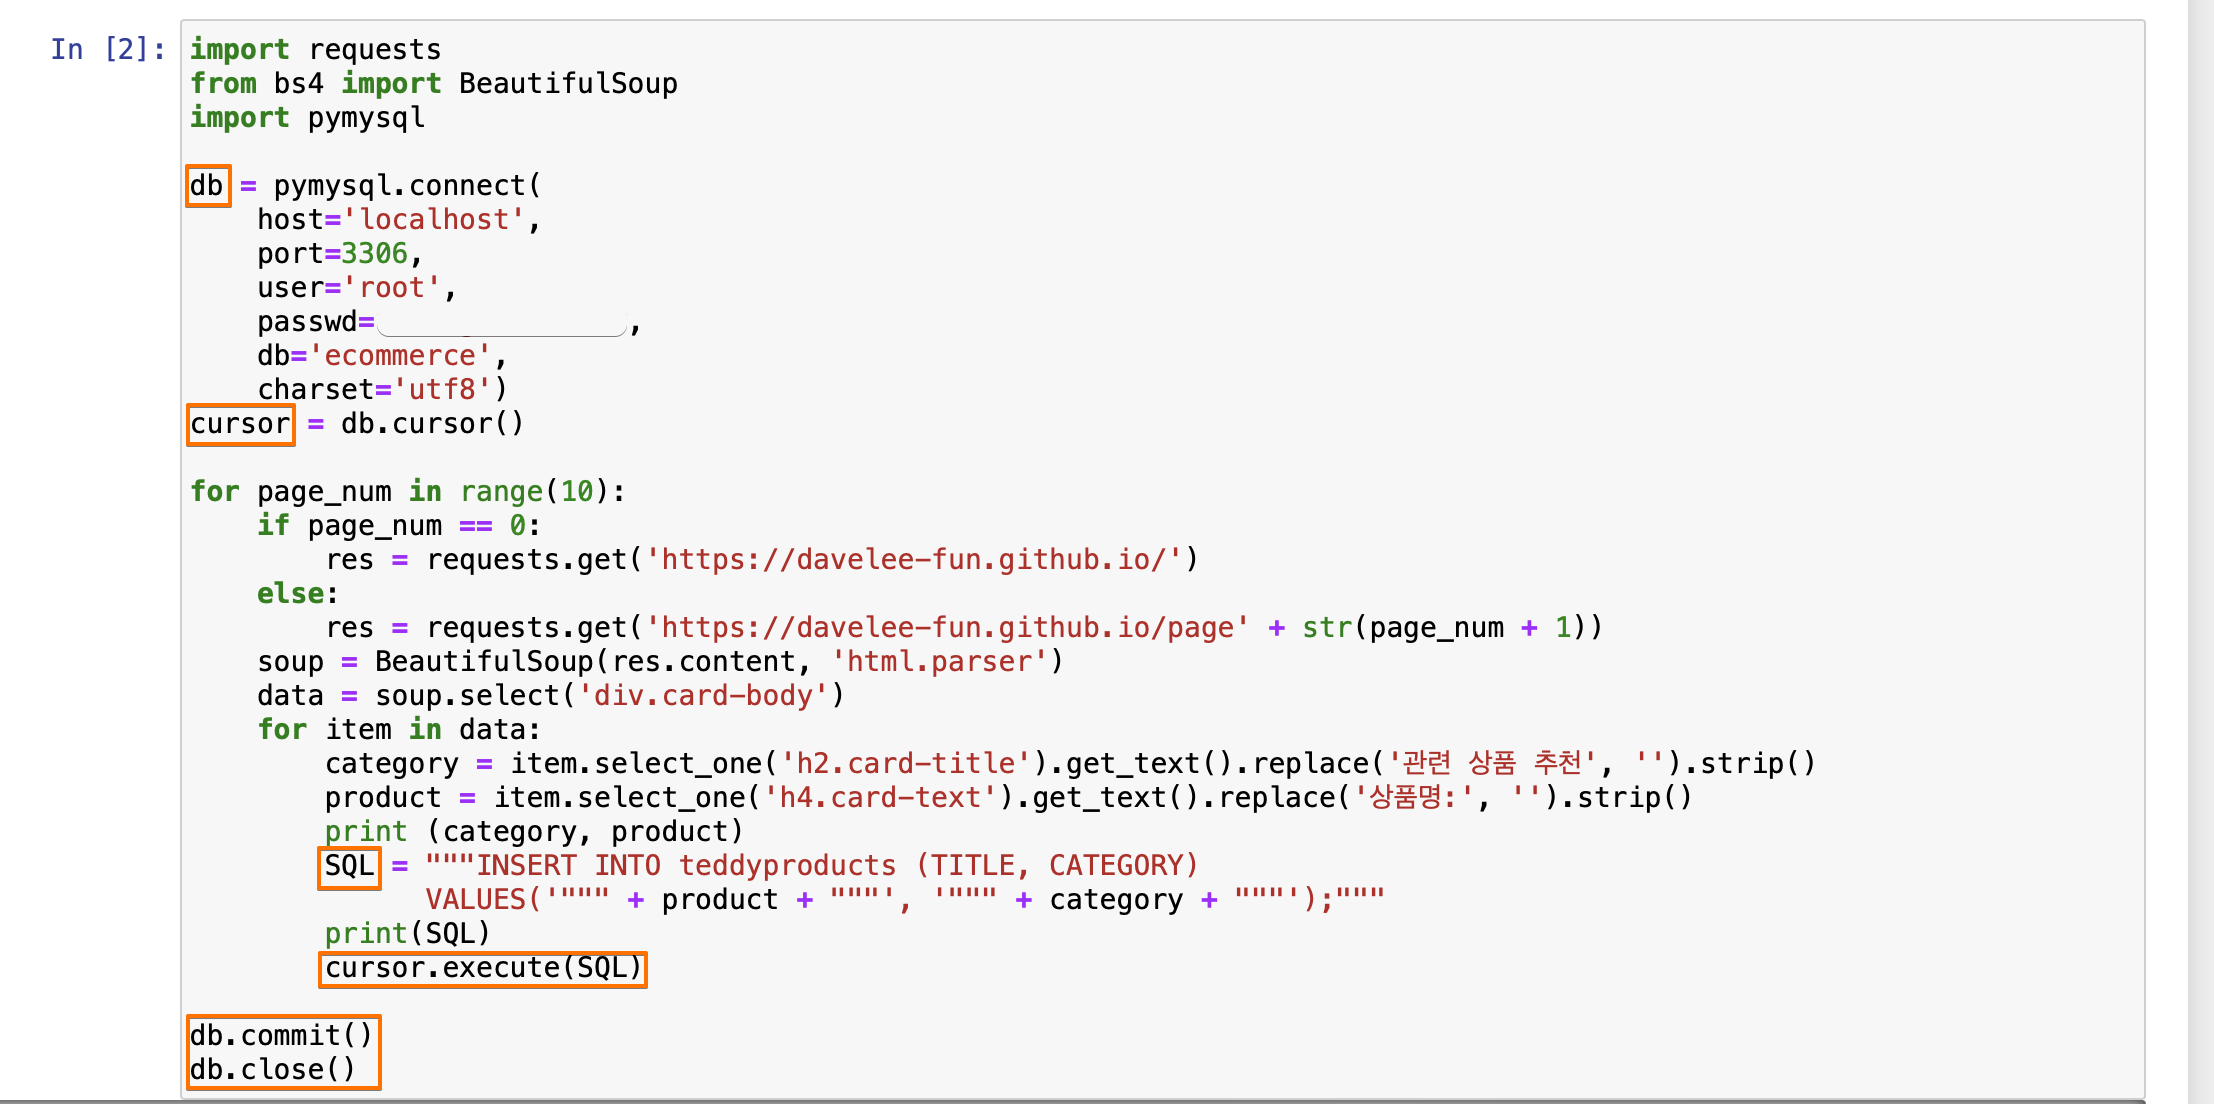 In [2]:
import requests
from bs4 import BeautifulSoup
import pymysql
db = pymysql.connect(
    host='localhost',
    port=3306,
    user='root',
    passwd=                ,
    db='ecommerce',
    charset='utf8')
cursor = db.cursor()
for page_num in range(10):
    if page_num == 0:
        res = requests.get('https://davelee-fun.github.io/')
    else:
        res = requests.get('https://davelee-fun.github.io/page' + str(page_num + 1))
    soup = BeautifulSoup(res.content, 'html.parser')
    data = soup.select('div.card-body')
    for item in data:
        category = item.select_one('h2.card-title').get_text().replace('관련 상품 추천', '').strip()
        product = item.select_one('h4.card-text').get_text().replace('상품명:', '').strip()
        print (category, product)
        SQL = """INSERT INTO teddyproducts (TITLE, CATEGORY)
              VALUES('""" + product + """', '""" + category + """');"""
        print(SQL)
        cursor.execute(SQL)
db.commit()
db.close()